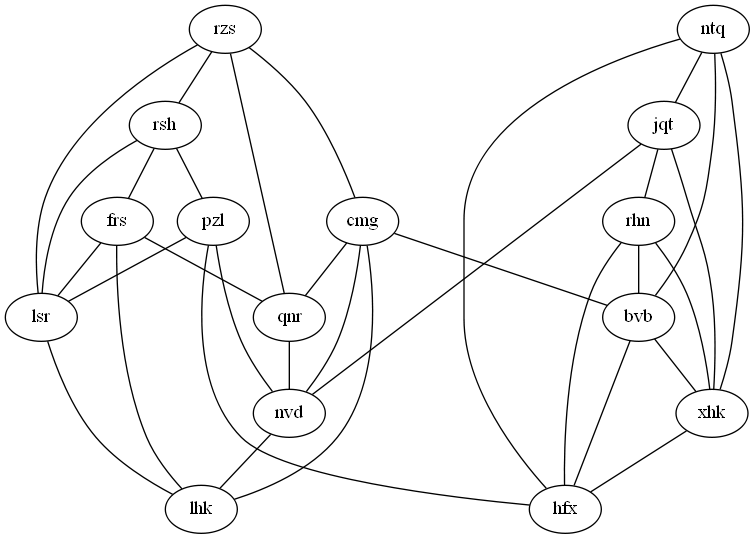 rzs
ntq
rsh
jqt
frs
pzl
cmg
rhn
lsr
qnr
bvb
nvd
xhk
lhk
hfx